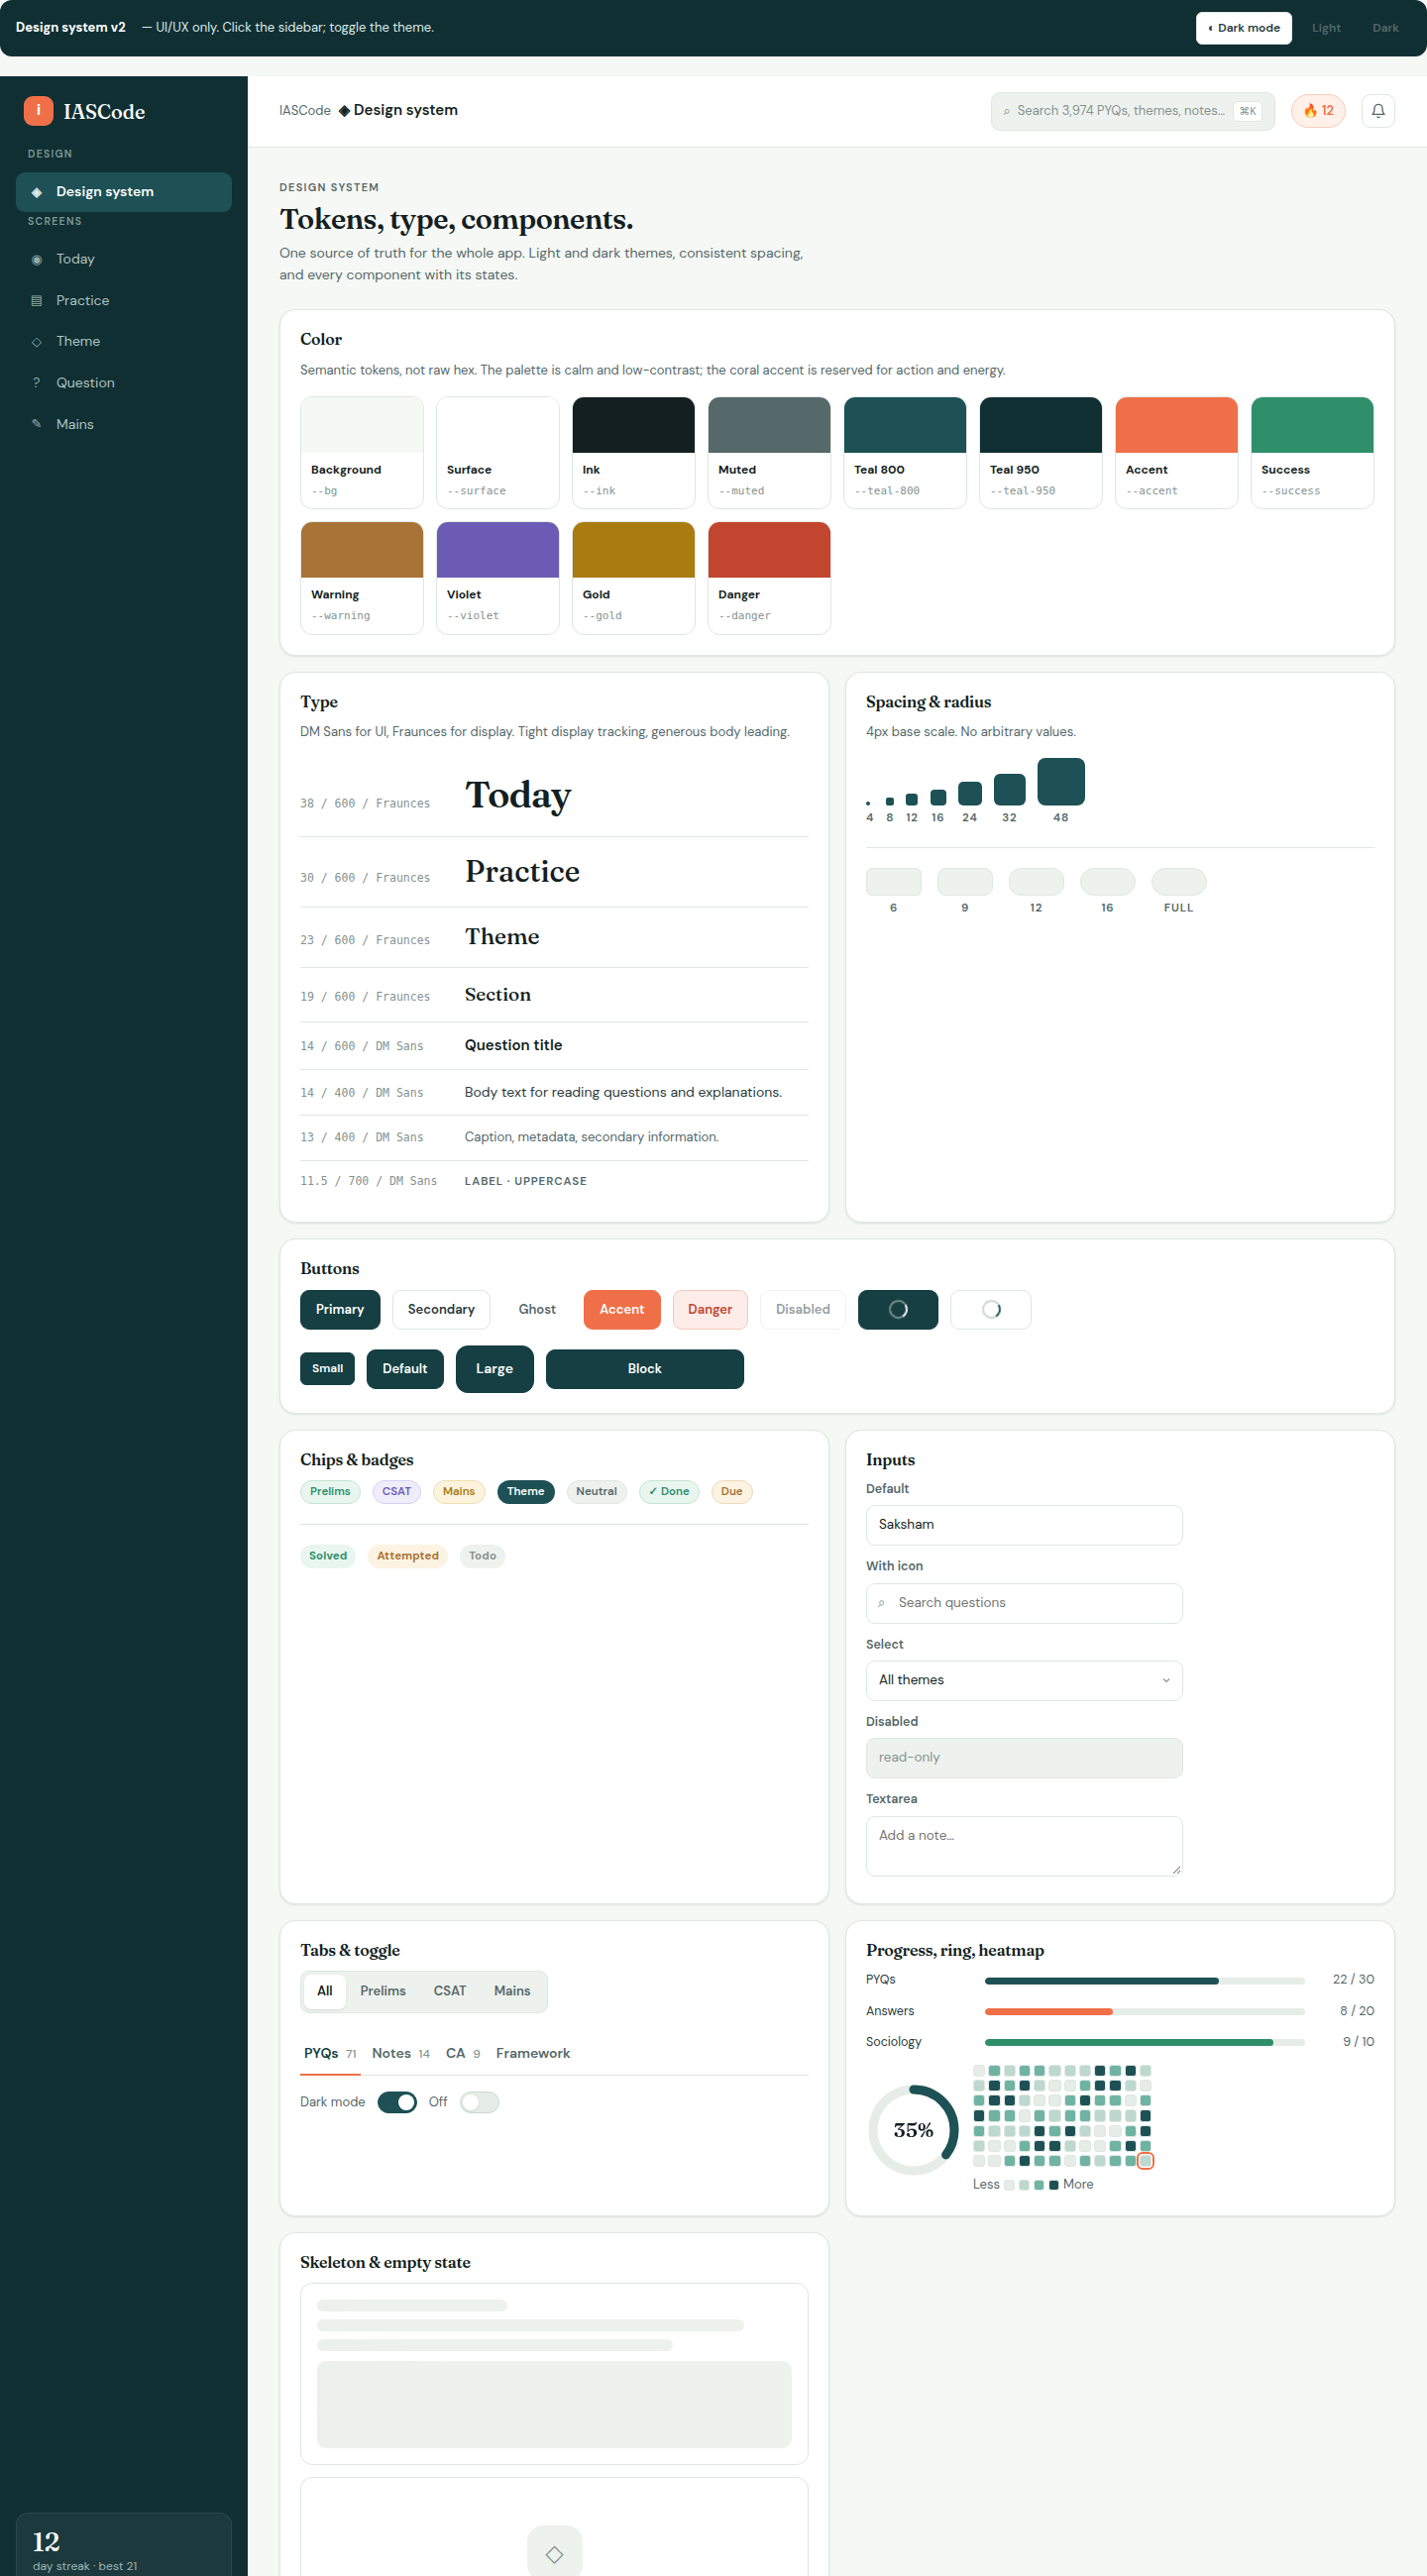 Design system v2 — UI/UX only. Click the sidebar; toggle the theme.
Dark mode Light Dark
i IASCode
DESIGN
◈ Design system
SCREENS
◉ Today
▤ Practice
◇ Theme
? Question
✎ Mains
12
day streak · best 21
IASCode ◈ Design system
⌕ Search 3,974 PYQs, themes, notes… ⌘K
🔥 12
DESIGN SYSTEM
Tokens, type, components.
One source of truth for the whole app. Light and dark themes, consistent spacing,
and every component with its states.
Color
Semantic tokens, not raw hex. The palette is calm and low-contrast; the coral accent is reserved for action and energy.
Background Surface Ink Muted Teal 800 Teal 950 Accent Success
--bg --surface --ink --muted --teal-800 --teal-950 --accent --success
Warning Violet Gold Danger
--warning --violet --gold --danger
Type
DM Sans for UI, Fraunces for display. Tight display tracking, generous body leading.
38 / 600 / Fraunces Today
30 / 600 / Fraunces Practice
23 / 600 / Fraunces Theme
19 / 600 / Fraunces Section
14 / 600 / DM Sans Question title
14 / 400 / DM Sans Body text for reading questions and explanations.
13 / 400 / DM Sans Caption, metadata, secondary information.
11.5 / 700 / DM Sans LABEL · UPPERCASE
Spacing & radius
4px base scale. No arbitrary values.
4 8 12 16 24 32 48
6 9 12 16 FULL
Buttons
Primary Secondary Ghost Accent Danger Disabled
Small Default Large Block
Chips & badges
Prelims CSAT Mains Theme Neutral ✓ Done Due
Solved Attempted Todo
Inputs
Default
Saksham
With icon
⌕ Search questions
Select
All themes
Disabled
read-only
Textarea
Add a note…
Tabs & toggle
All Prelims CSAT Mains
PYQs 71 Notes 14 CA 9 Framework
Dark mode Off
Progress, ring, heatmap
PYQs 22 / 30
Answers 8 / 20
Sociology 9 / 10
35%
Less More
Skeleton & empty state